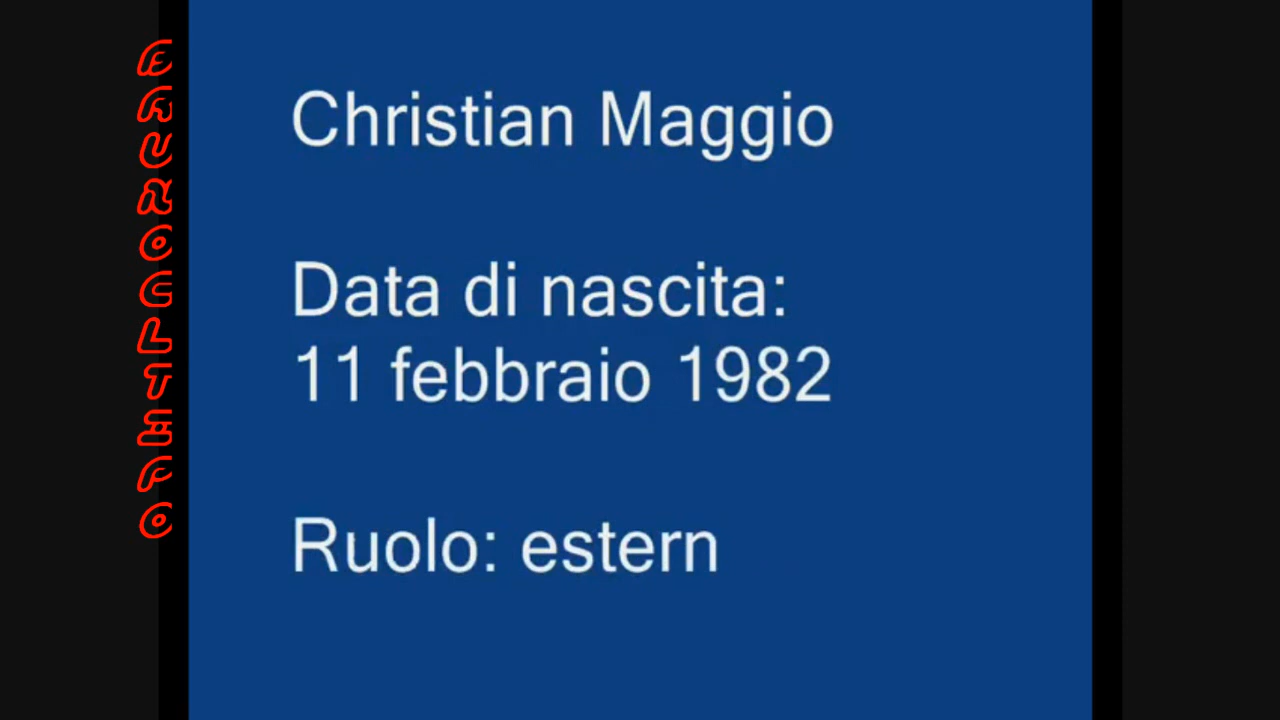 Christian Maggio
Data di nascita:
11 febbraio 1982
Ruolo: estern